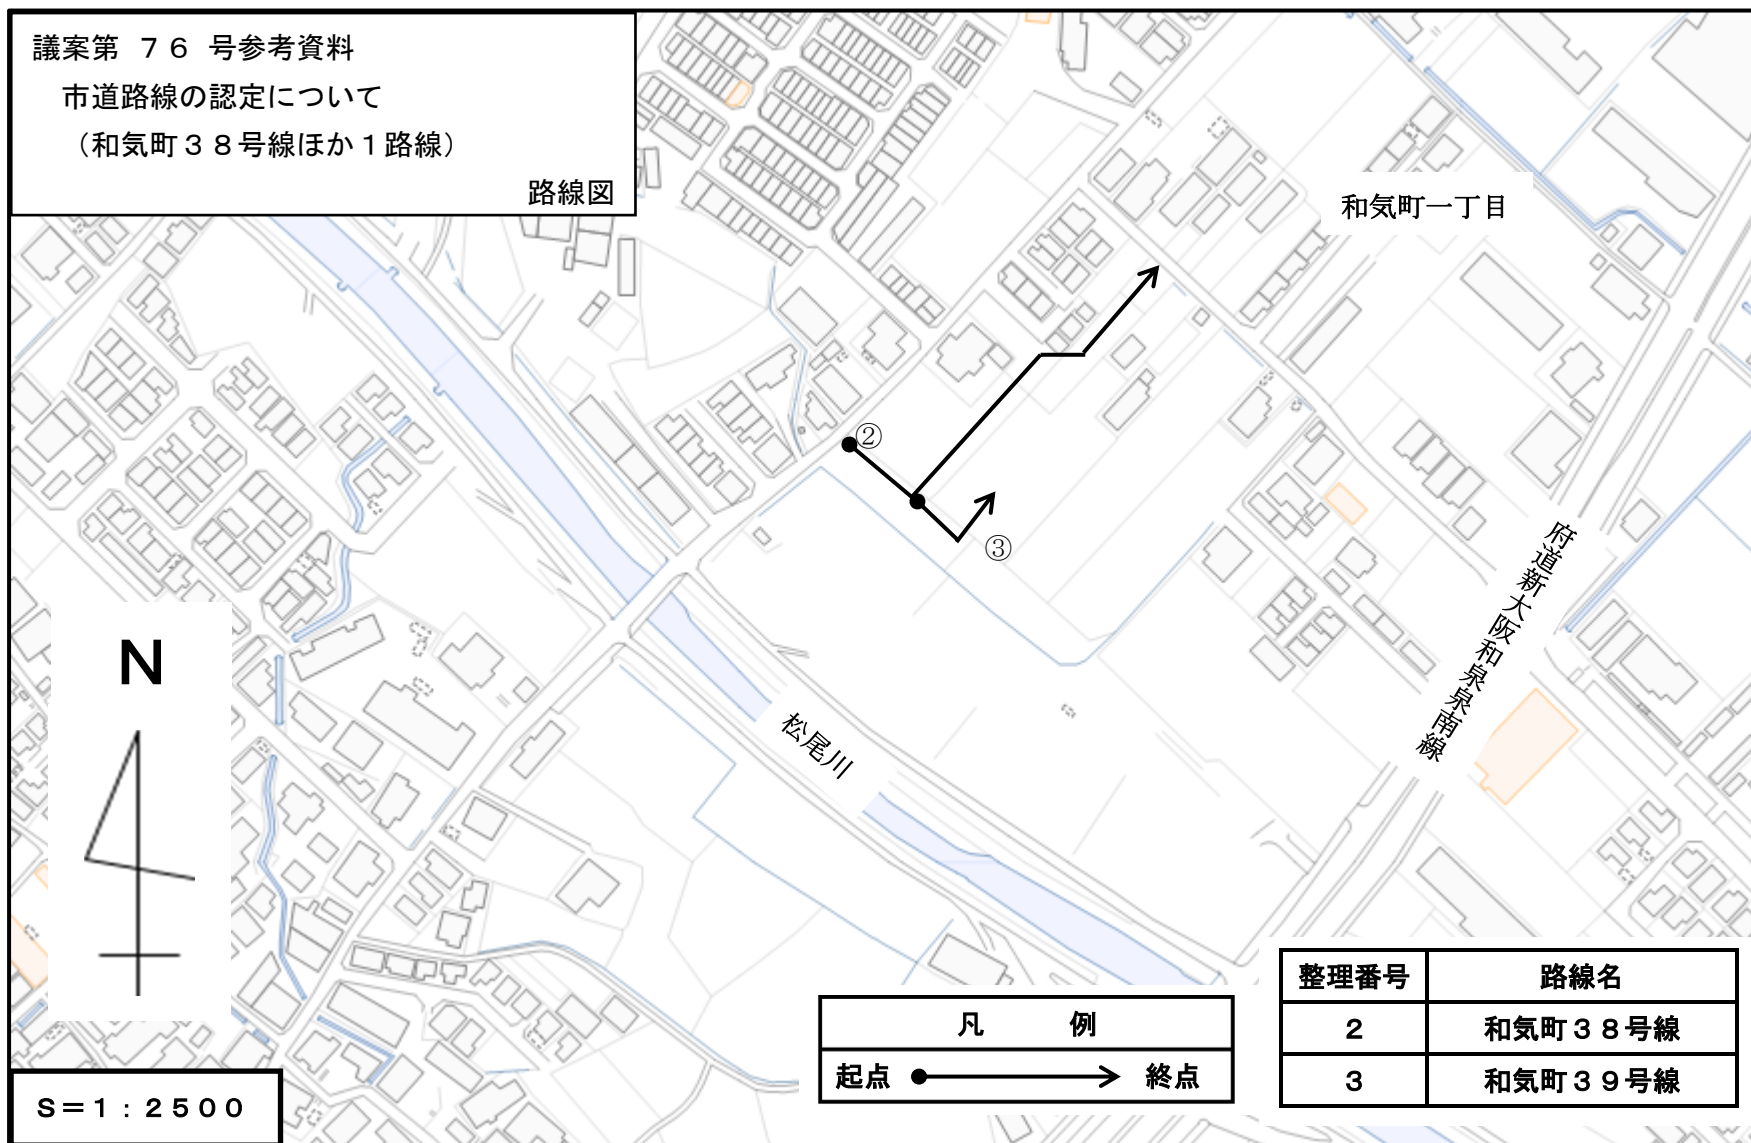 議案第 ７６ 号参考資料
市道路線の認定について
（和気町３８号線ほか１路線）
路線図
和気町一丁目
②
③
府道新大阪和泉泉南線
N
松尾川
整理番号 路線名
2 和気町３８号線
3 和気町３９号線
凡 例
起点 終点
S＝１：２５００